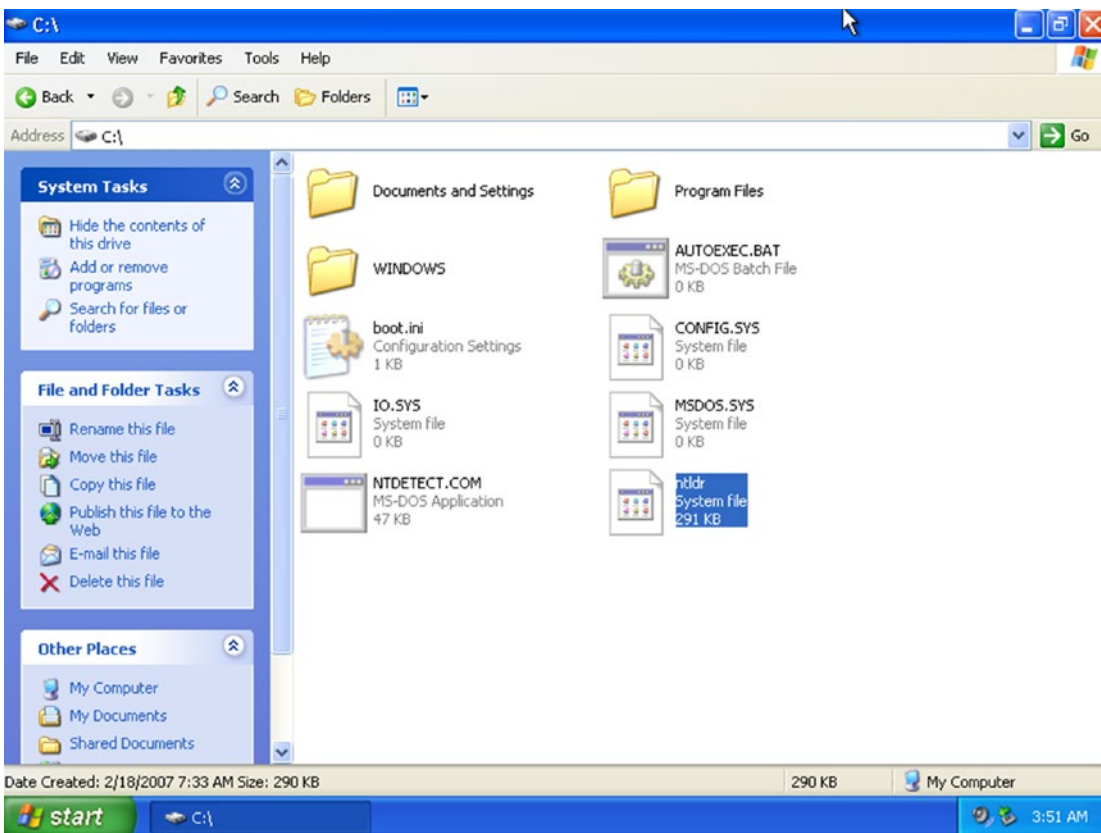 C:\
File Edit View Favorites Tools Help
Back Search Folders
Address C:\ Go
System Tasks
Hide the contents of
this drive
Add or remove
programs
Search for files or
folders
File and Folder Tasks
Rename this file
Move this file
Copy this file
Publish this file to the
Web
E-mail this file
Delete this file
Other Places
My Computer
My Documents
Shared Documents
Documents and Settings
Program Files
WINDOWS
AUTOEXEC.BAT
MS-DOS Batch File
0 KB
boot.ini
Configuration Settings
1 KB
CONFIG.SYS
System file
0 KB
IO.SYS
System file
0 KB
MSDOS.SYS
System file
0 KB
NTDETECT.COM
MS-DOS Application
47 KB
ntldr
System file
291 KB
Date Created: 2/18/2007 7:33 AM Size: 290 KB 290 KB My Computer
start C:\ 3:51 AM